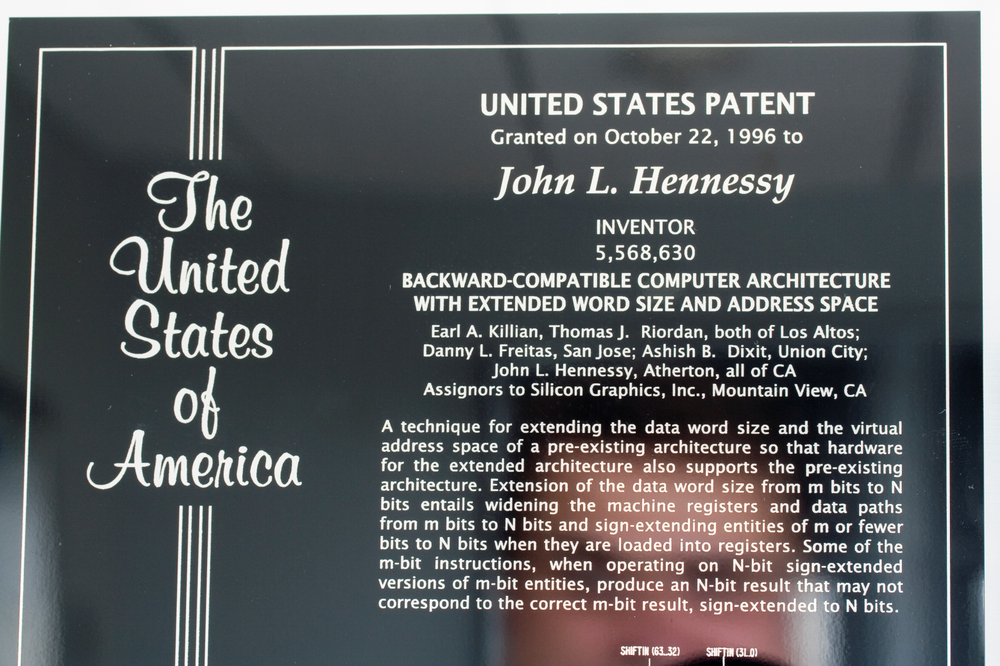 The
United
States
of
America
UNITED STATES PATENT
Granted on October 22, 1996 to
John L. Hennessy
INVENTOR
5,568,630
BACKWARD-COMPATIBLE COMPUTER ARCHITECTURE
WITH EXTENDED WORD SIZE AND ADDRESS SPACE
Earl A. Killian, Thomas J. Riordan, both of Los Altos;
Danny L. Freitas, San Jose; Ashish B. Dixit, Union City;
John L. Hennessy, Atherton, all of CA
Assignors to Silicon Graphics, Inc., Mountain View, CA
A technique for extending the data word size and the virtual
address space of a pre-existing architecture so that hardware
for the extended architecture also supports the pre-existing
architecture. Extension of the data word size from m bits to N
bits entails widening the machine registers and data paths
from m bits to N bits and sign-extending entities of m or fewer
bits to N bits when they are loaded into registers. Some of the
m-bit instructions, when operating on N-bit sign-extended
versions of m-bit entities, produce an N-bit result that may not
correspond to the correct m-bit result, sign-extended to N bits.
SHIFTIN (63..32) SHIFTIN (31..0)